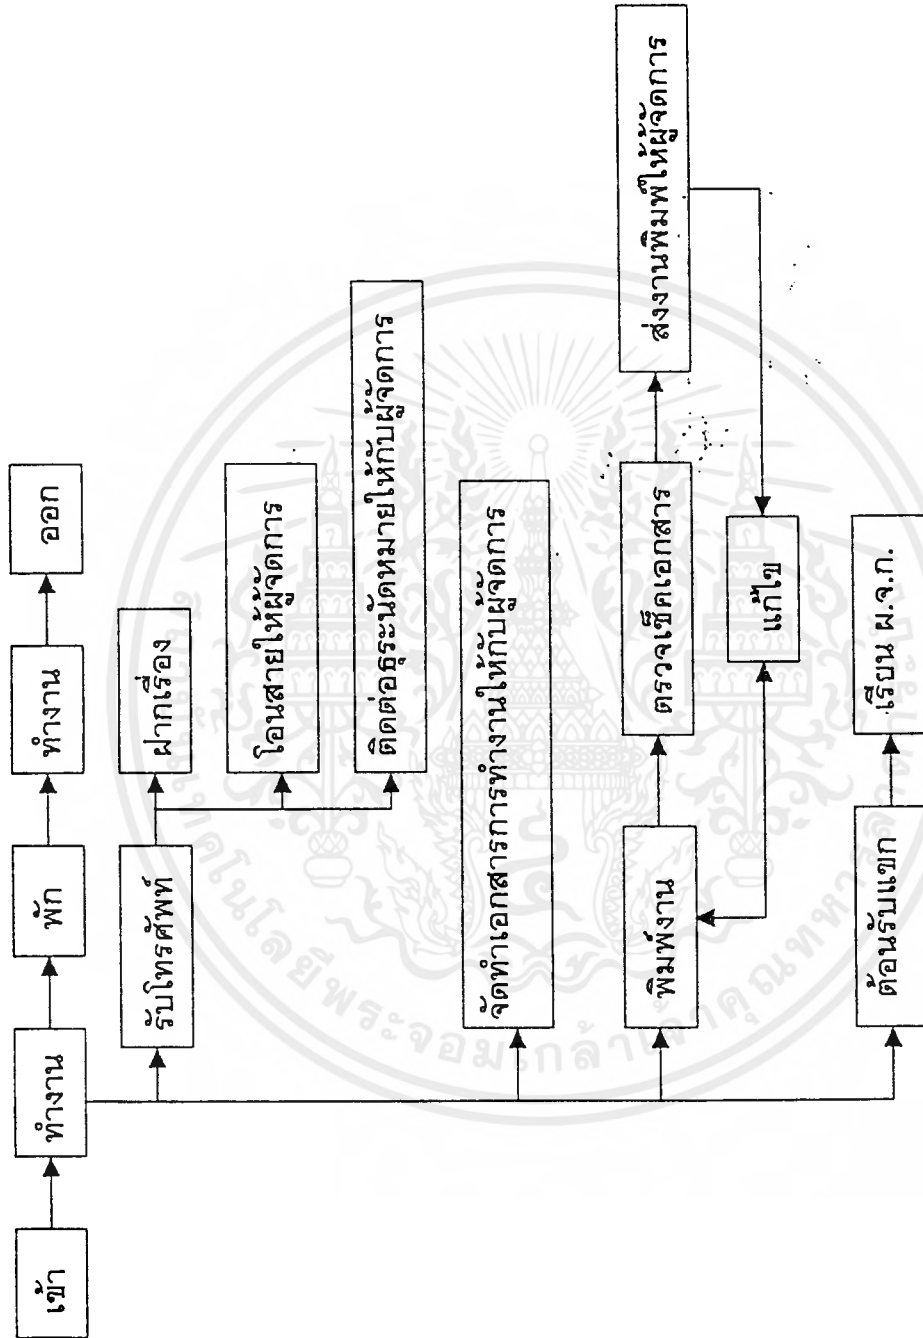 เข้า
ทำงาน
พัก
ทำงาน
ออก
รับโทรศัพท์
ฝากเรื่อง
โอนสายให้ผู้จัดการ
ติดต่อธุระนัดหมายให้กับผู้จัดการ
จัดทำเอกสารการทำงานให้กับผู้จัดการ
พิมพ์งาน
ตรวจเช็คเอกสาร
ส่งงานพิมพ์ให้ผู้จัดการ
แก้ไข
ต้อนรับแขก
เรียน ผ.จ.ก.